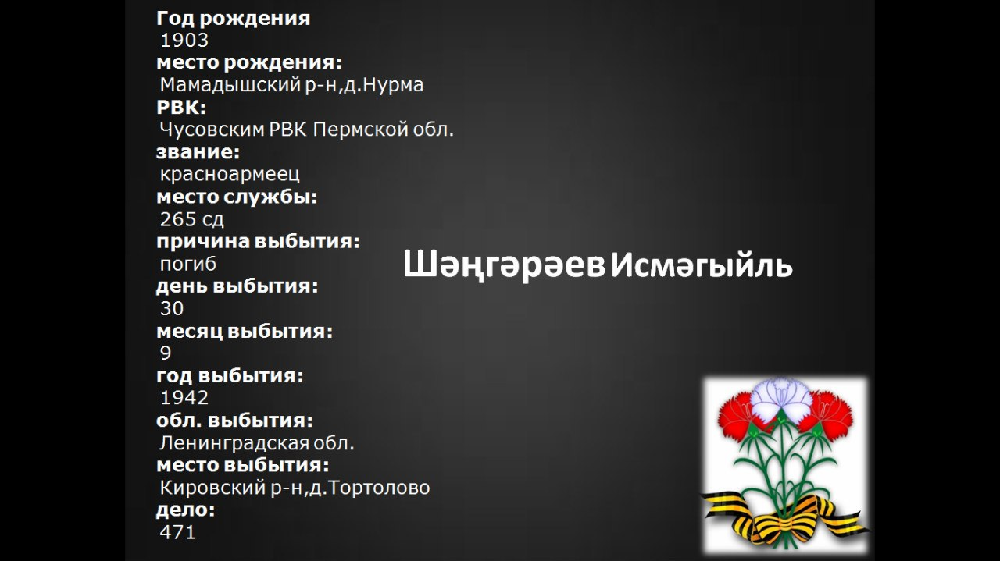 Год рождения
1903
место рождения:
Мамадышский р-н,д.Нурма
РВК:
Чусовским РВК Пермской обл.
звание:
красноармеец
место службы:
265 сд
причина выбытия:
погиб
день выбытия:
30
месяц выбытия:
9
год выбытия:
1942
обл. выбытия:
Ленинградская обл.
место выбытия:
Кировский р-н,д.Тортолово
дело:
471
Шәңгәрәев Исмәгыйль